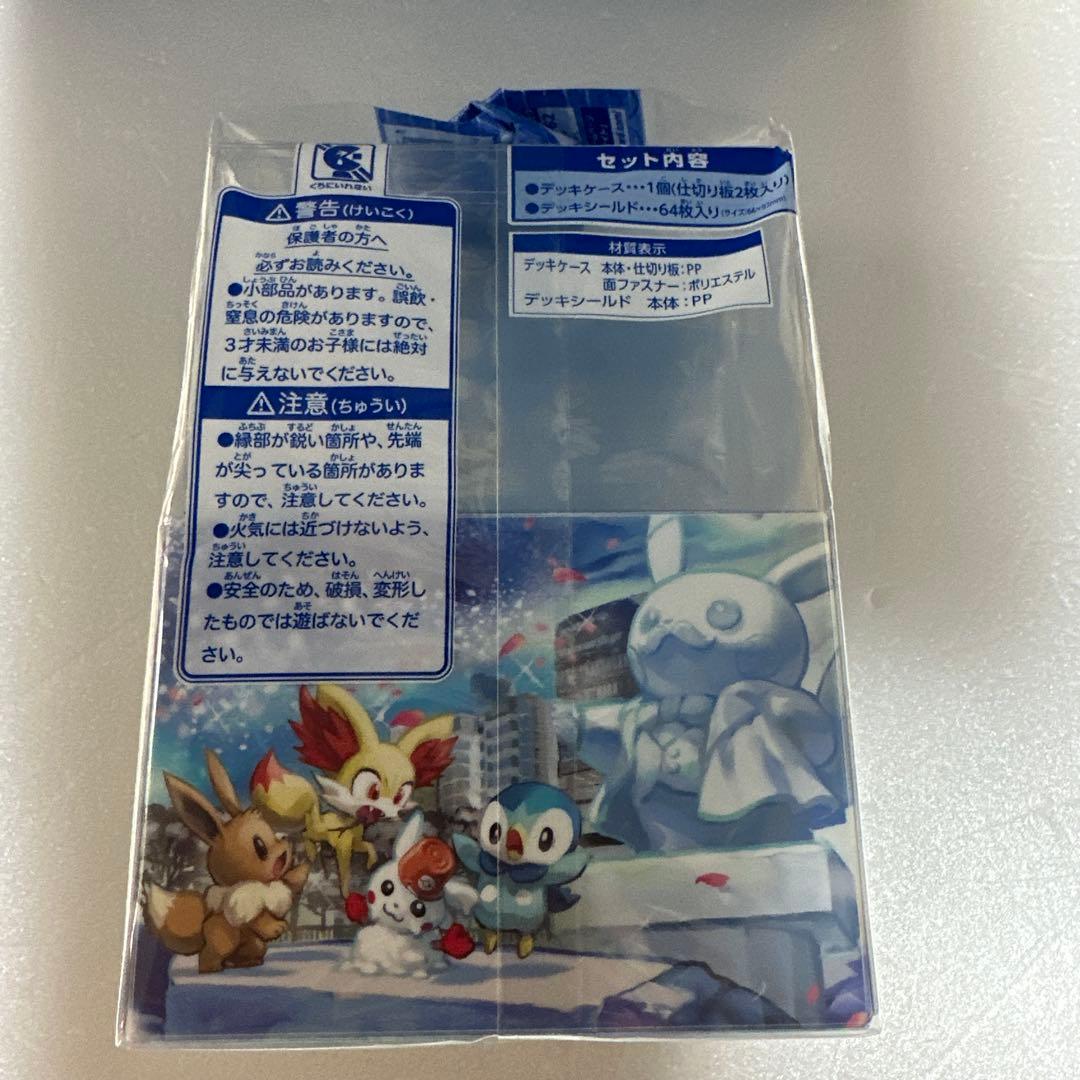 くちにいれない
警告(けいこく)
保護者の方へ
必ずお読みください。
●小部品があります。誤飲・
窒息の危険がありますので、
3才未満のお子様には絶対
に与えないでください。
注意(ちゅうい)
●縁部が鋭い箇所や、先端
が尖っている箇所がありま
すので、注意してください。
●火気には近づけないよう、
注意してください。
●安全のため、破損、変形し
たものでは遊ばないでくだ
さい。
セット内容
●デッキケース・・・1個(仕切り板2枚入り)
●デッキシールド・・・64枚入り
材質表示
デッキケース 本体・仕切り板:PP
面ファスナー:ポリエステル
デッキシールド 本体:PP